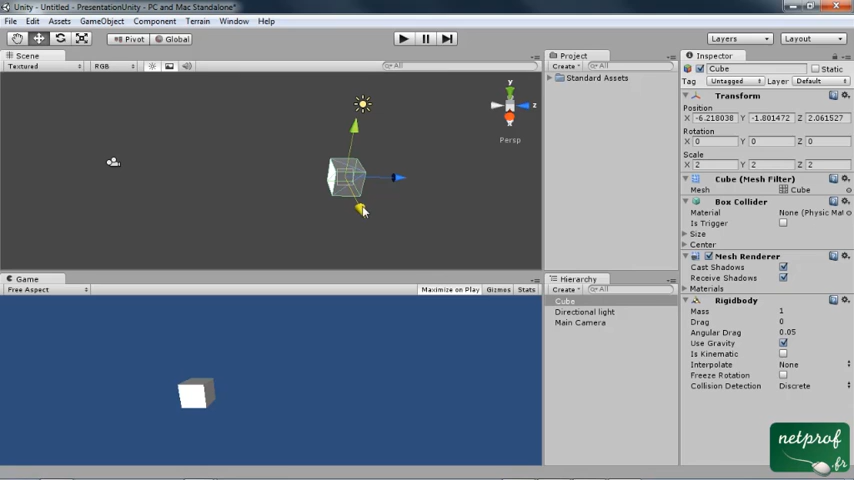 Unity - Untitled - PresentationUnity - PC and Mac Standalone*
File Edit Assets GameObject Component Terrain Window Help
Pivot Global Layers Layout
Scene
Textured RGB All
y
z
x
Persp
Game
Free Aspect Maximize on Play Gizmos Stats
Project
Create All
Standard Assets
Hierarchy
Create All
Cube
Directional light
Main Camera
Inspector
Cube Static
Tag Untagged Layer Default
Transform
Position
X -6.218038 Y -1.801472 Z 2.061527
Rotation
X 0 Y 0 Z 0
Scale
X 2 Y 2 Z 2
Cube (Mesh Filter)
Mesh Cube
Box Collider
Material None (Physic Mat
Is Trigger
Size
Center
Mesh Renderer
Cast Shadows
Receive Shadows
Materials
Rigidbody
Mass 1
Drag 0
Angular Drag 0.05
Use Gravity
Is Kinematic
Interpolate None
Freeze Rotation
Collision Detection Discrete
netprof
.fr